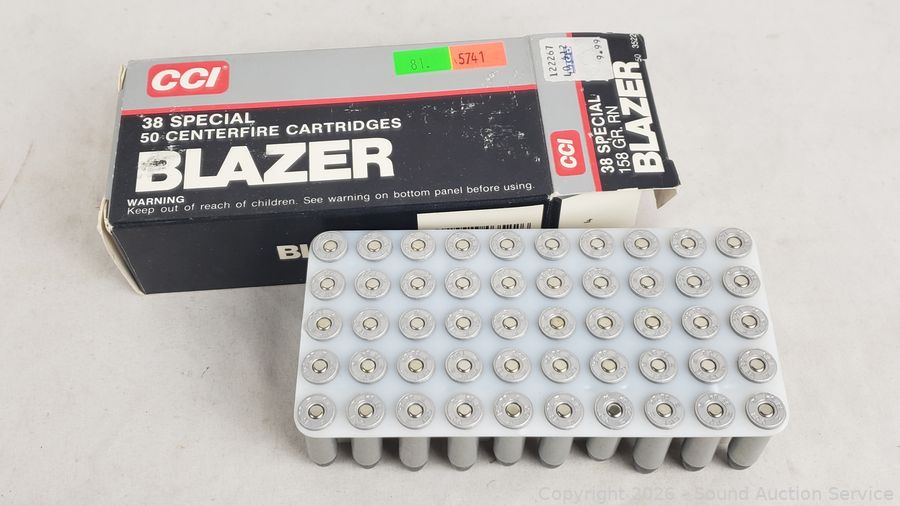 CCI
38 SPECIAL
50 CENTERFIRE CARTRIDGES
BLAZER
WARNING
Keep out of reach of children. See warning on bottom panel before using.
81.
5741
122267
9.99
CCI
38 SPECIAL
158 GR. RN
BLAZER
50
BL
Copyright 2026 - Sound Auction Service